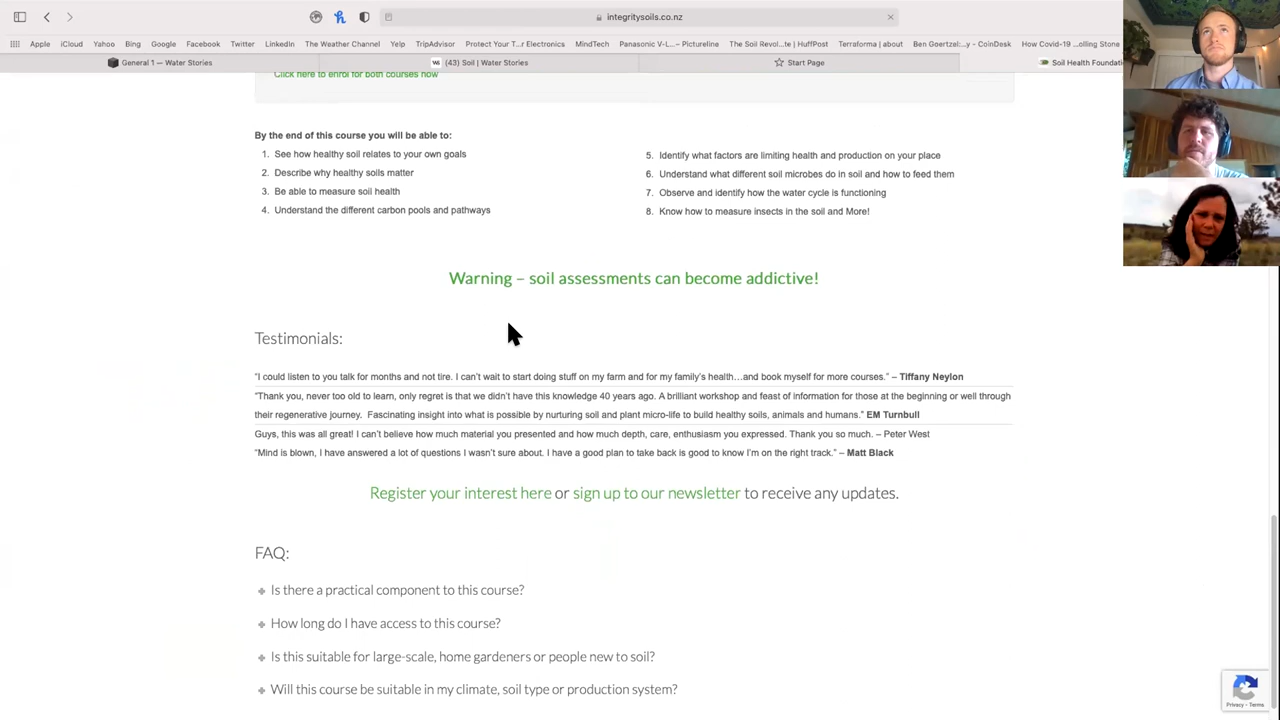 integritysoils.co.nz
Apple iCloud Yahoo Bing Google Facebook Twitter LinkedIn The Weather Channel Yelp TripAdvisor Protect Your T...r Electronics MindTech Panasonic V-L... – Pictureline The Soil Revol...te | HuffPost Terraforma | about Ben Goertzel:...y - CoinDesk How Covid-19 ...olling Stone
General 1 — Water Stories
(43) Soil | Water Stories
Start Page
Soil Health Foundati
Click here to enrol for both courses now
By the end of this course you will be able to:
1. See how healthy soil relates to your own goals
2. Describe why healthy soils matter
3. Be able to measure soil health
4. Understand the different carbon pools and pathways
5. Identify what factors are limiting health and production on your place
6. Understand what different soil microbes do in soil and how to feed them
7. Observe and identify how the water cycle is functioning
8. Know how to measure insects in the soil and More!
Warning – soil assessments can become addictive!
Testimonials:
“I could listen to you talk for months and not tire. I can’t wait to start doing stuff on my farm and for my family’s health…and book myself for more courses.” – Tiffany Neylon
“Thank you, never too old to learn, only regret is that we didn’t have this knowledge 40 years ago. A brilliant workshop and feast of information for those at the beginning or well through
their regenerative journey. Fascinating insight into what is possible by nurturing soil and plant micro-life to build healthy soils, animals and humans.” EM Turnbull
Guys, this was all great! I can’t believe how much material you presented and how much depth, care, enthusiasm you expressed. Thank you so much. – Peter West
“Mind is blown, I have answered a lot of questions I wasn’t sure about. I have a good plan to take back is good to know I’m on the right track.” – Matt Black
Register your interest here or sign up to our newsletter to receive any updates.
FAQ:
Is there a practical component to this course?
How long do I have access to this course?
Is this suitable for large-scale, home gardeners or people new to soil?
Will this course be suitable in my climate, soil type or production system?
Privacy - Terms